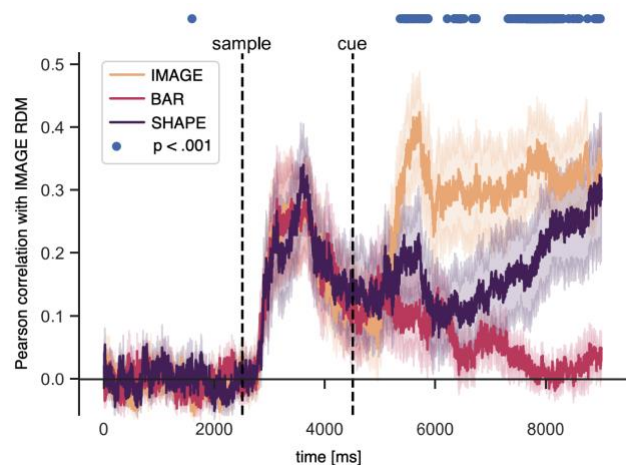 sample
cue
IMAGE
BAR
SHAPE
p < .001
Pearson correlation with IMAGE RDM
0.5
0.4
0.3
0.2
0.1
0.0
0
2000
4000
6000
8000
time [ms]